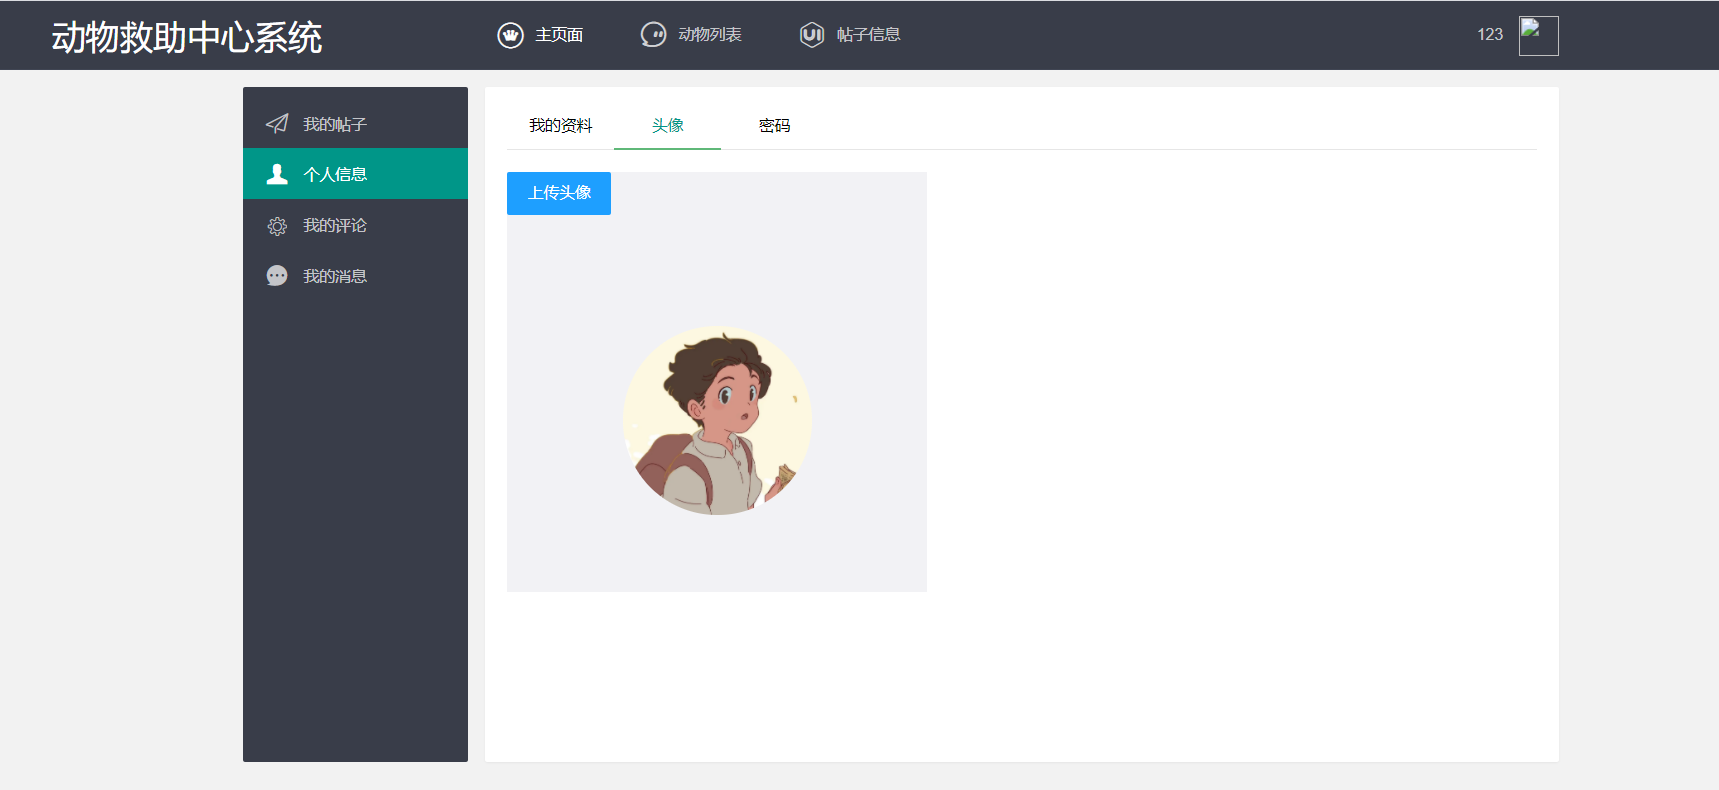 动物救助中心系统
主页面
动物列表
帖子信息
123
我的帖子
个人信息
我的评论
我的消息
我的资料
头像
密码
上传头像